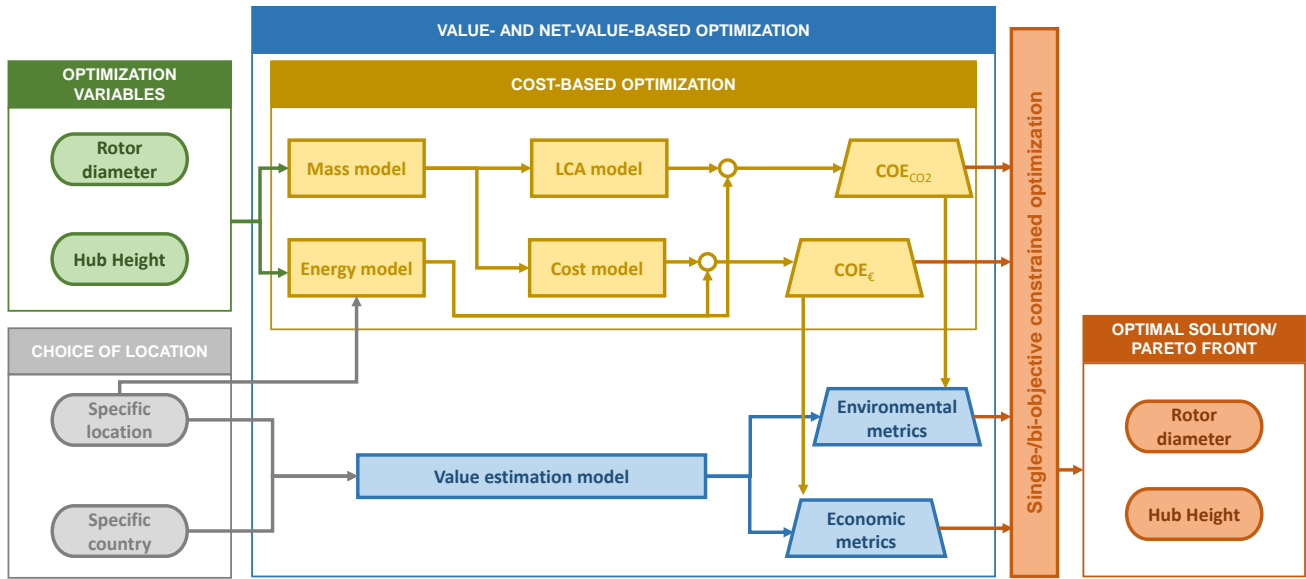 VALUE- AND NET-VALUE-BASED OPTIMIZATION
OPTIMIZATION
VARIABLES
Rotor
diameter
Hub Height
COST-BASED OPTIMIZATION
Mass model
LCA model
COE_CO2
Energy model
Cost model
COE_€
CHOICE OF LOCATION
Specific
location
Specific
country
Value estimation model
Environmental
metrics
Economic
metrics
Single-/bi-objective constrained optimization
OPTIMAL SOLUTION/
PARETO FRONT
Rotor
diameter
Hub Height